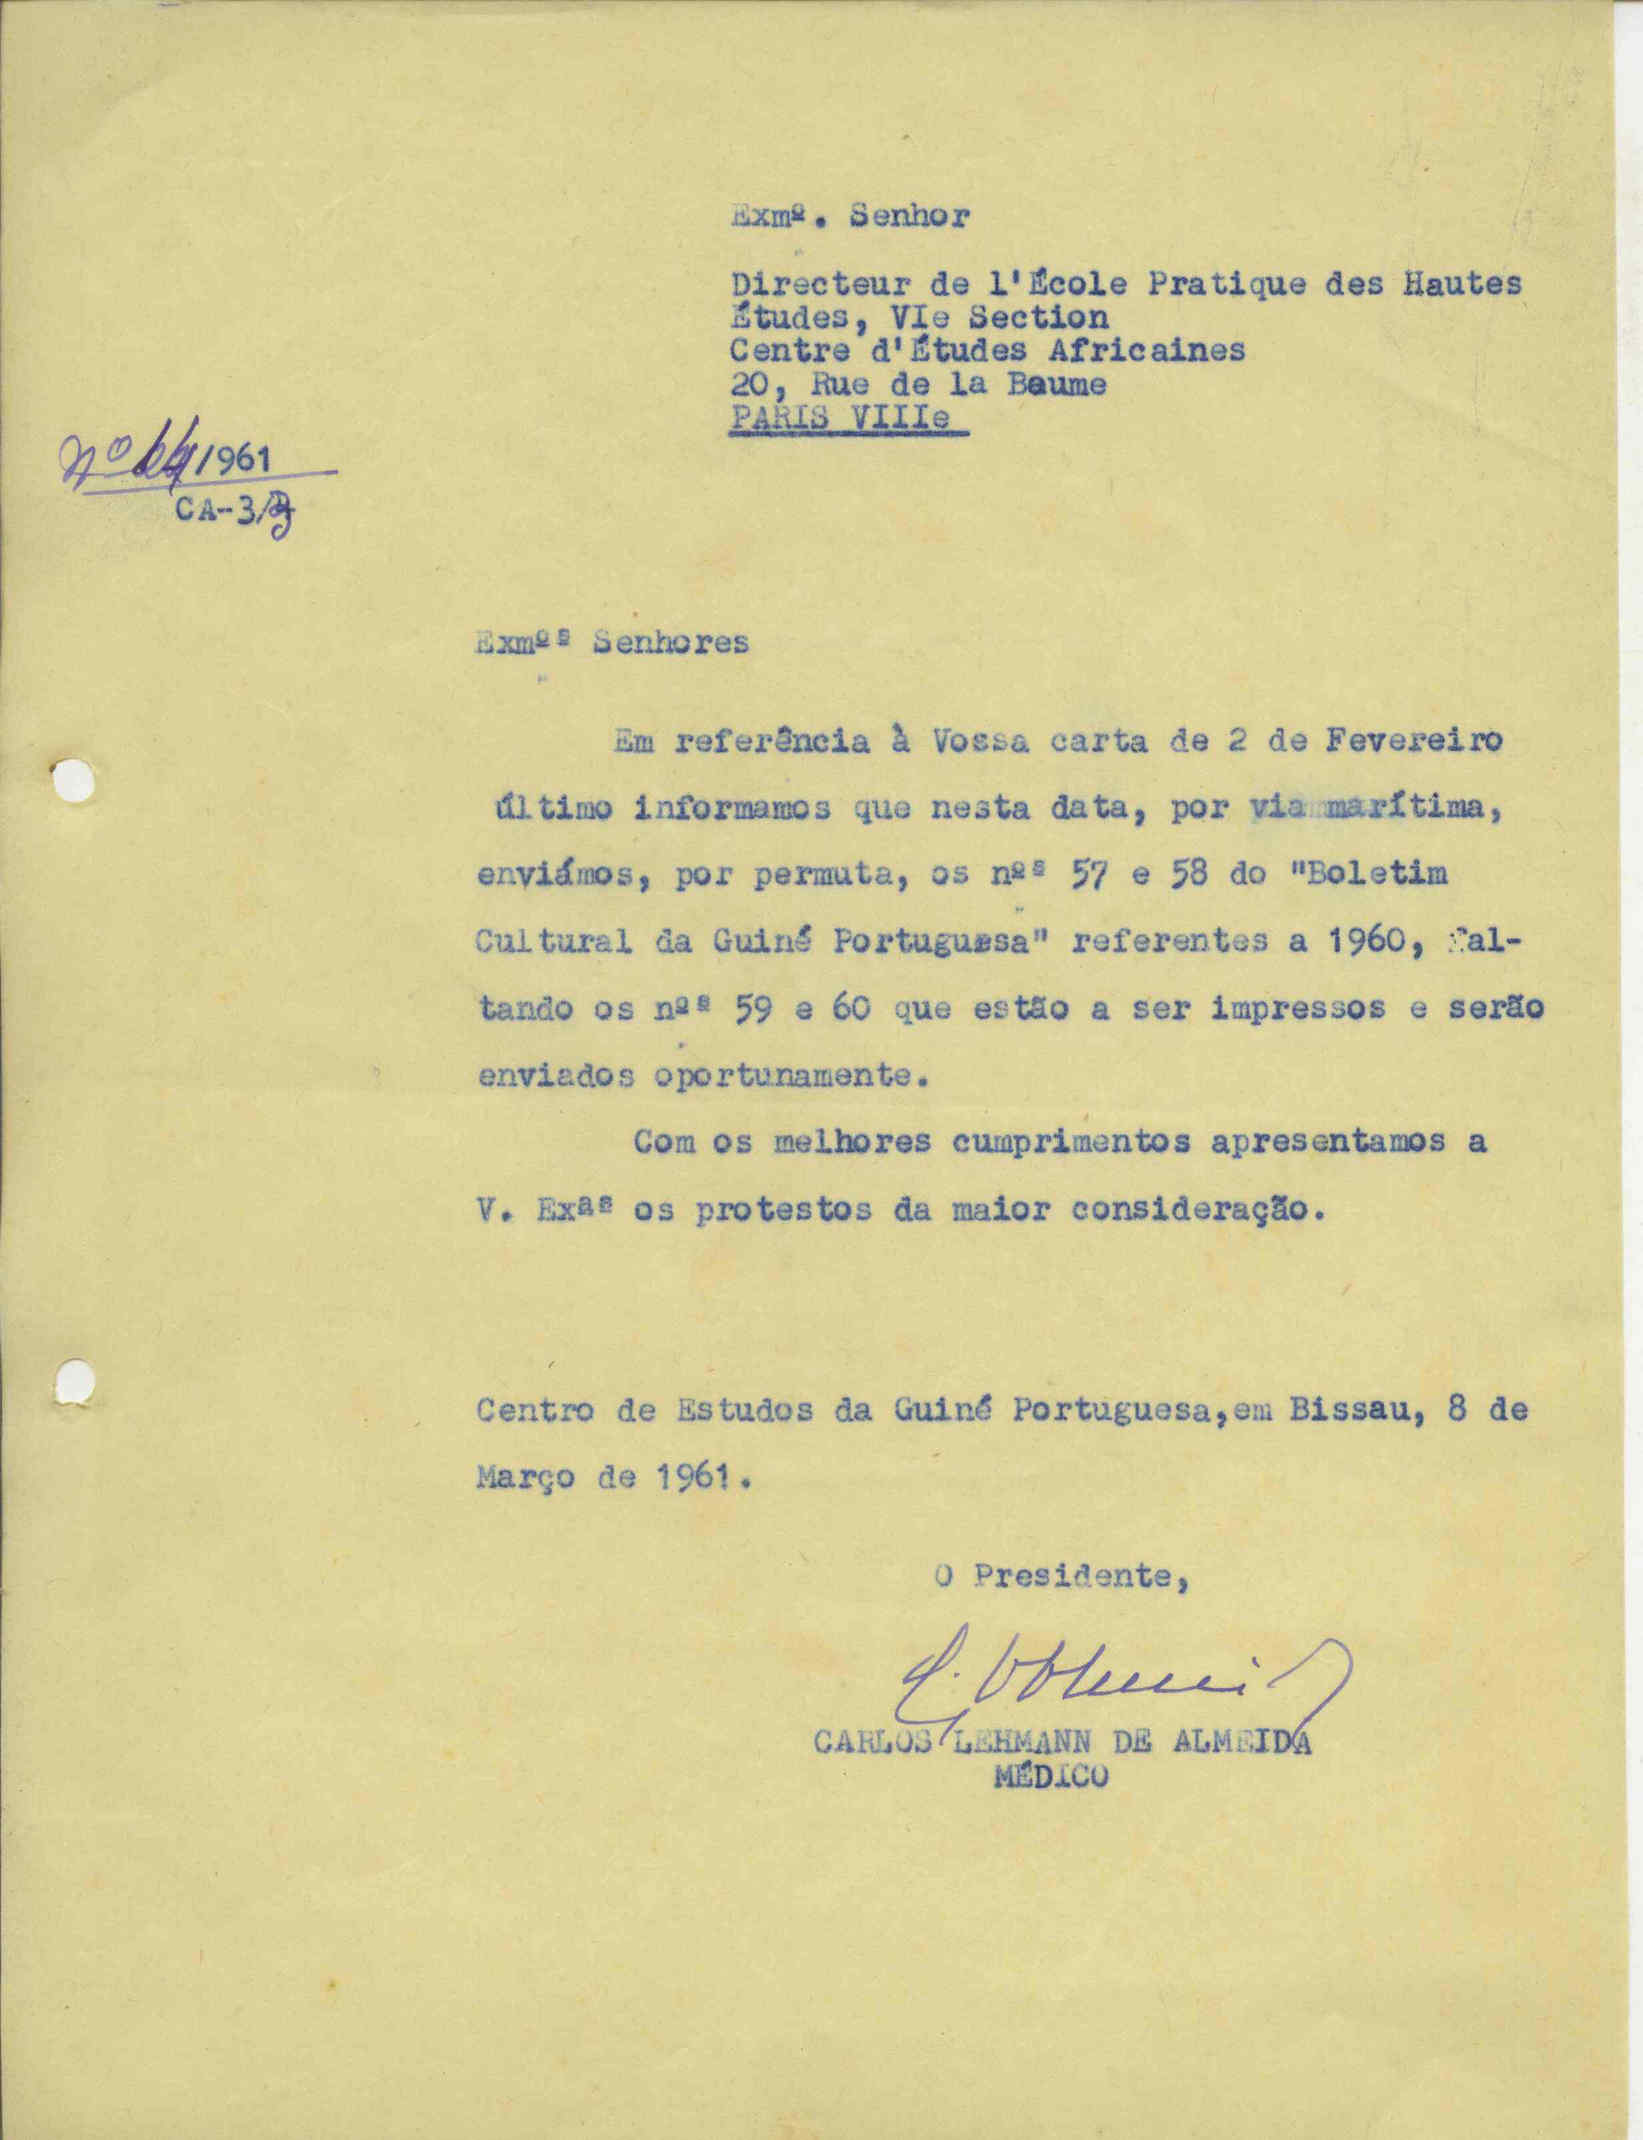 Exmº. Senhor
Directeur de l'École Pratique des Hautes
Études, VIe Section
Centre d'Études Africaines
20, Rue de la Baume
PARIS VIIIe
Nº 64/1961
CA-3/
Exmºs Senhores
Em referência à Vossa carta de 2 de Fevereiro
último informamos que nesta data, por via marítima,
enviámos, por permuta, os nºs 57 e 58 do "Boletim
Cultural da Guiné Portuguesa" referentes a 1960, fal-
tando os nºs 59 e 60 que estão a ser impressos e serão
enviados oportunamente.
Com os melhores cumprimentos apresentamos a
V. Exªs os protestos da maior consideração.
Centro de Estudos da Guiné Portuguesa,em Bissau, 8 de
Março de 1961.
O Presidente,
CARLOS LEHMANN DE ALMEIDA
MÉDICO